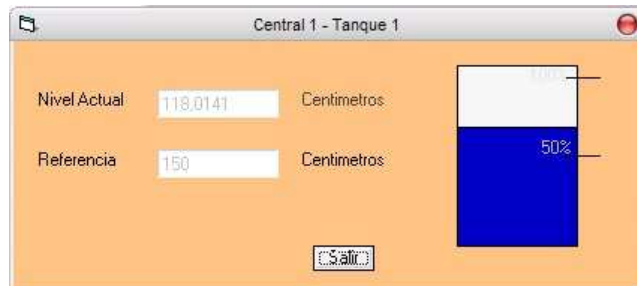 Central 1 - Tanque 1
Nivel Actual 118,0141 Centimetros
100%
Referencia 150 Centimetros
50%
Salir